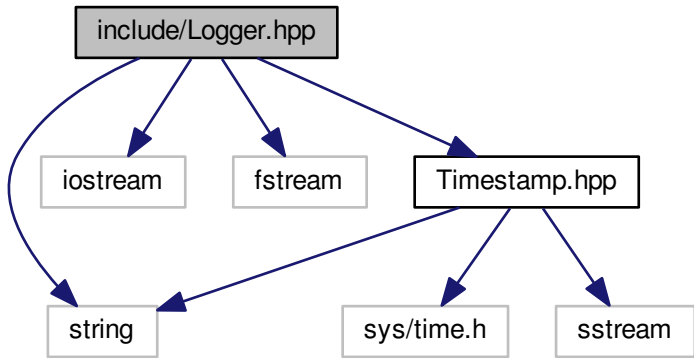 include/Logger.hpp
iostream
fstream
Timestamp.hpp
string
sys/time.h
sstream